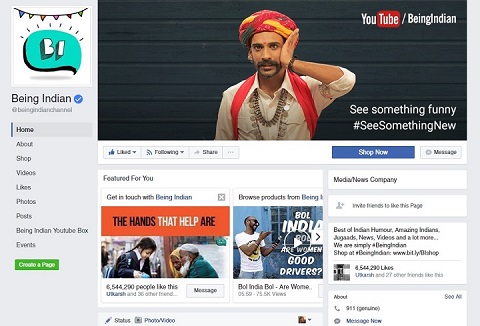 BI
Being Indian
@beingindianchannel
Home
About
Shop
Videos
Likes
Photos
Posts
Being Indian Youtube Box
Events
Create a Page
YouTube /BeingIndian
See something funny
#SeeSomethingNew
Liked
Following
Share
Shop Now
Message
Featured For You
Get in touch with Being Indian
THE HANDS THAT HELP ARE
6,544,290 people like this
Utkarsh and 36 other friend...
Message
Browse products from Being Indian
BOL
INDIA
BOL
ARE WOMEN
GOOD
DRIVERS?
Bol India Bol - Are Wome..
05:59 · 75.5K Views
Status
Photo/Video
Media/News Company
Invite friends to like this Page
Best of Indian Humour, Amazing Indians,
Jugaads, News, Videos and a lot more...
We are simply #BeingIndian
Shop at #BeingIndian: www.bit.ly/BIshop
6,544,290 Likes
Utkarsh and 27 other friends like this
About
See All
911 (genuine)
Message Now